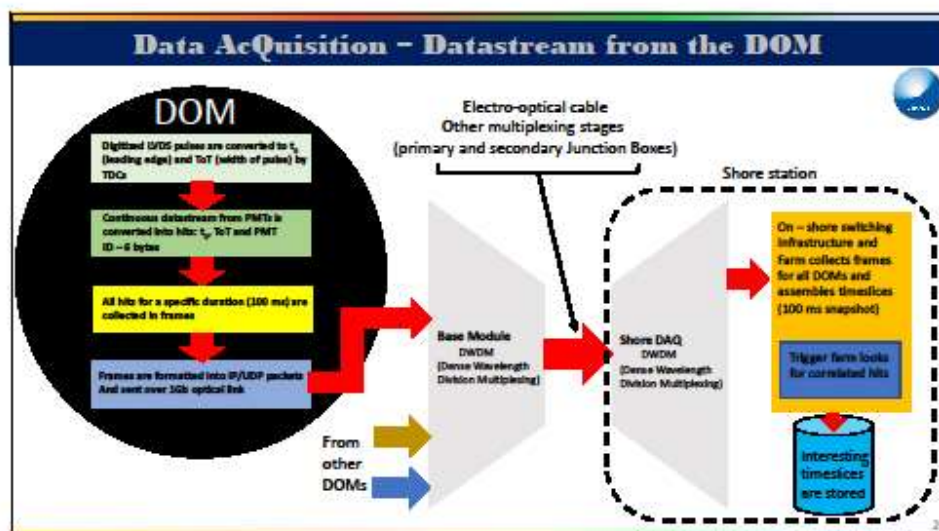 Data AcQuisition – Datastream from the DOM
DOM
Digitized LVDS pulses are converted to t₀
(leading edge) and ToT (width of pulse) by
TDCs
Continuous datastream from PMTs is
converted into hits: t₀, ToT and PMT
ID – 6 bytes
All hits for a specific duration (100 ms) are
collected in frames
Frames are formatted into IP/UDP packets
And sent over 1Gb optical link
From
other
DOMs
Electro-optical cable
Other multiplexing stages
(primary and secondary Junction Boxes)
Base Module
DWDM
(Dense Wavelength
Division Multiplexing)
Shore station
Shore DAQ
DWDM
(Dense Wavelength
Division Multiplexing)
On – shore switching
infrastructure and
Farm collects frames
for all DOMs and
assembles timeslices
(100 ms snapshot)
Trigger farm looks
for correlated hits
Interesting
timeslices
are stored